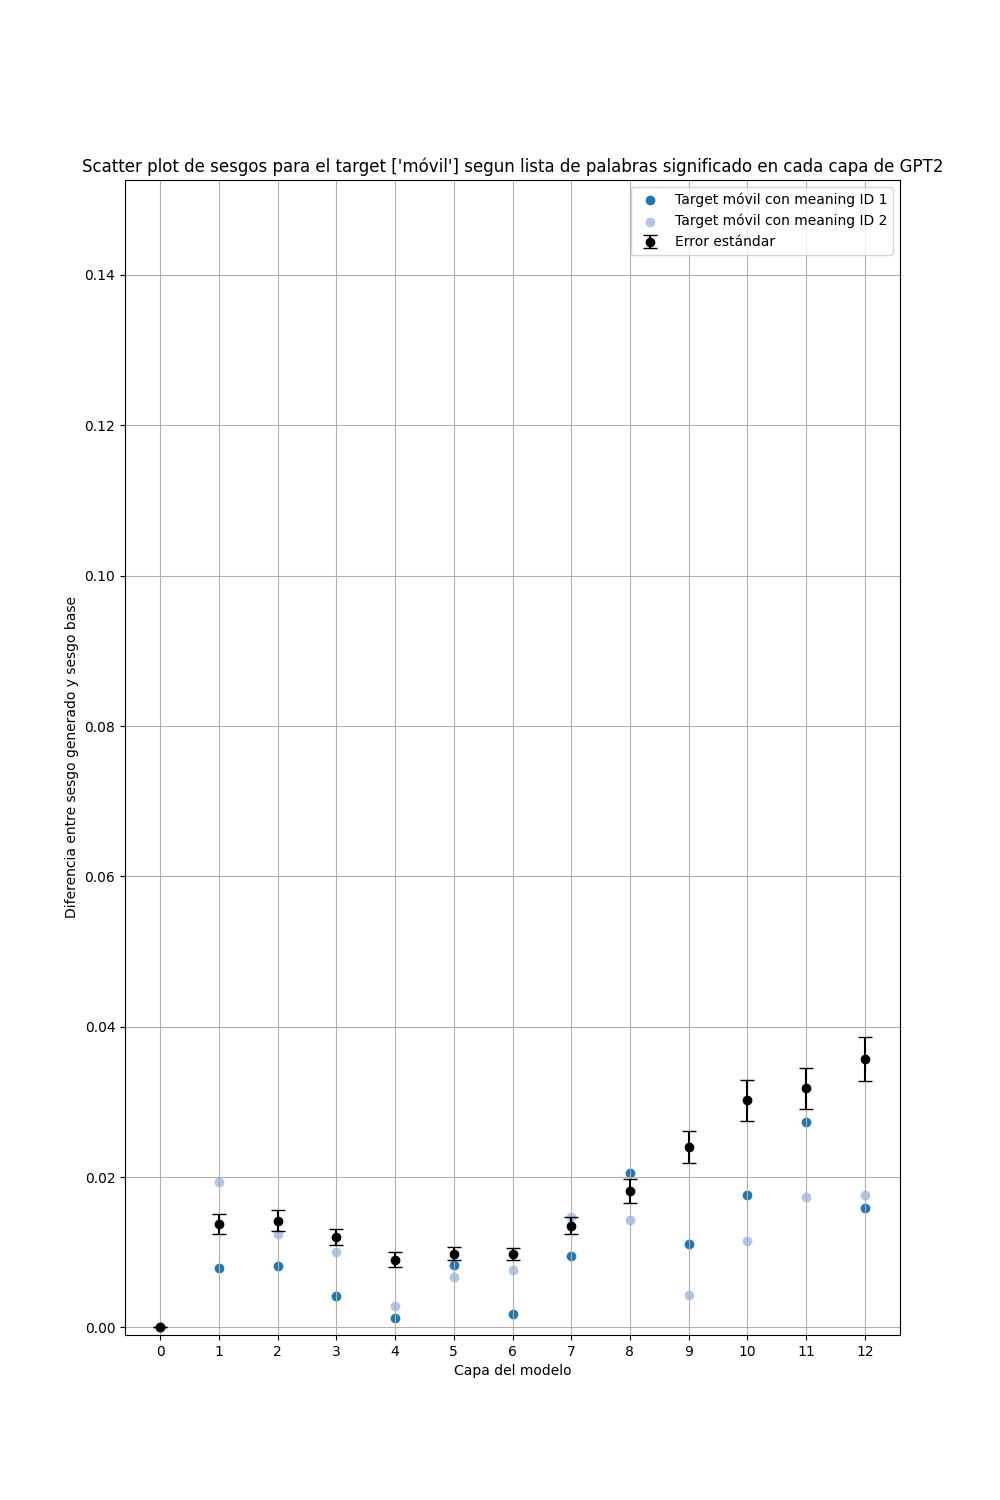 Scatter plot de sesgos para el target ['móvil'] segun lista de palabras significado en cada capa de GPT2
Target móvil con meaning ID 1
Target móvil con meaning ID 2
Error estándar
0.14
0.12
0.10
0.08
0.06
0.04
0.02
0.00
Diferencia entre sesgo generado y sesgo base
0 1 2 3 4 5 6 7 8 9 10 11 12
Capa del modelo